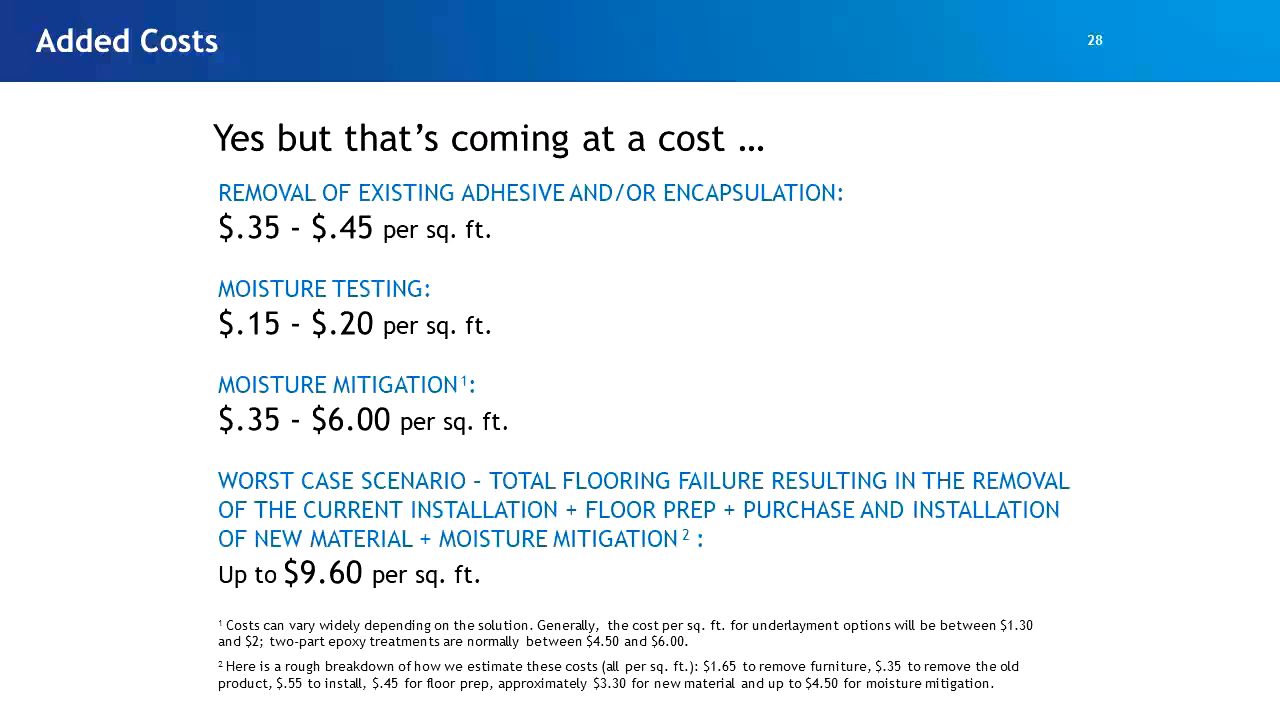 Added Costs
28
Yes but that’s coming at a cost …
REMOVAL OF EXISTING ADHESIVE AND/OR ENCAPSULATION:
$.35 - $.45 per sq. ft.
MOISTURE TESTING:
$.15 - $.20 per sq. ft.
MOISTURE MITIGATION¹:
$.35 - $6.00 per sq. ft.
WORST CASE SCENARIO – TOTAL FLOORING FAILURE RESULTING IN THE REMOVAL
OF THE CURRENT INSTALLATION + FLOOR PREP + PURCHASE AND INSTALLATION
OF NEW MATERIAL + MOISTURE MITIGATION² :
Up to $9.60 per sq. ft.
¹ Costs can vary widely depending on the solution. Generally, the cost per sq. ft. for underlayment options will be between $1.30
and $2; two-part epoxy treatments are normally between $4.50 and $6.00.
² Here is a rough breakdown of how we estimate these costs (all per sq. ft.): $1.65 to remove furniture, $.35 to remove the old
product, $.55 to install, $.45 for floor prep, approximately $3.30 for new material and up to $4.50 for moisture mitigation.